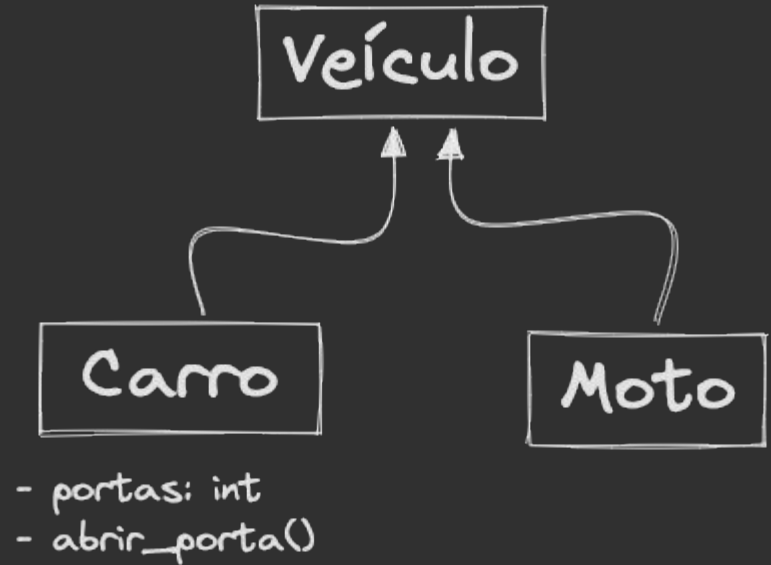 Veículo
Carro
Moto
- portas: int
- abrir_porta()